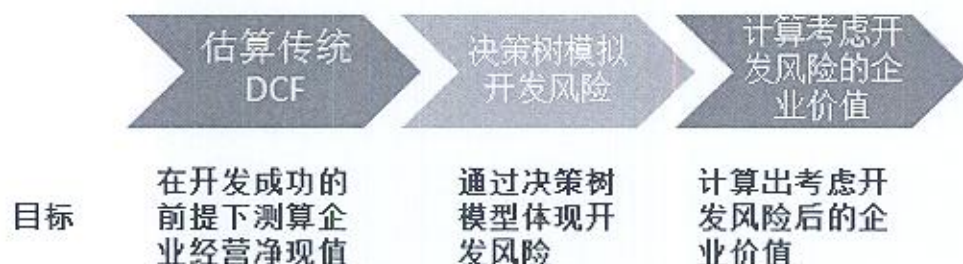 估算传统
DCF
决策树模拟
开发风险
计算考虑开
发风险的企
业价值
目标
在开发成功的
前提下测算企
业经营净现值
通过决策树
模型体现开
发风险
计算出考虑开
发风险后的企
业价值